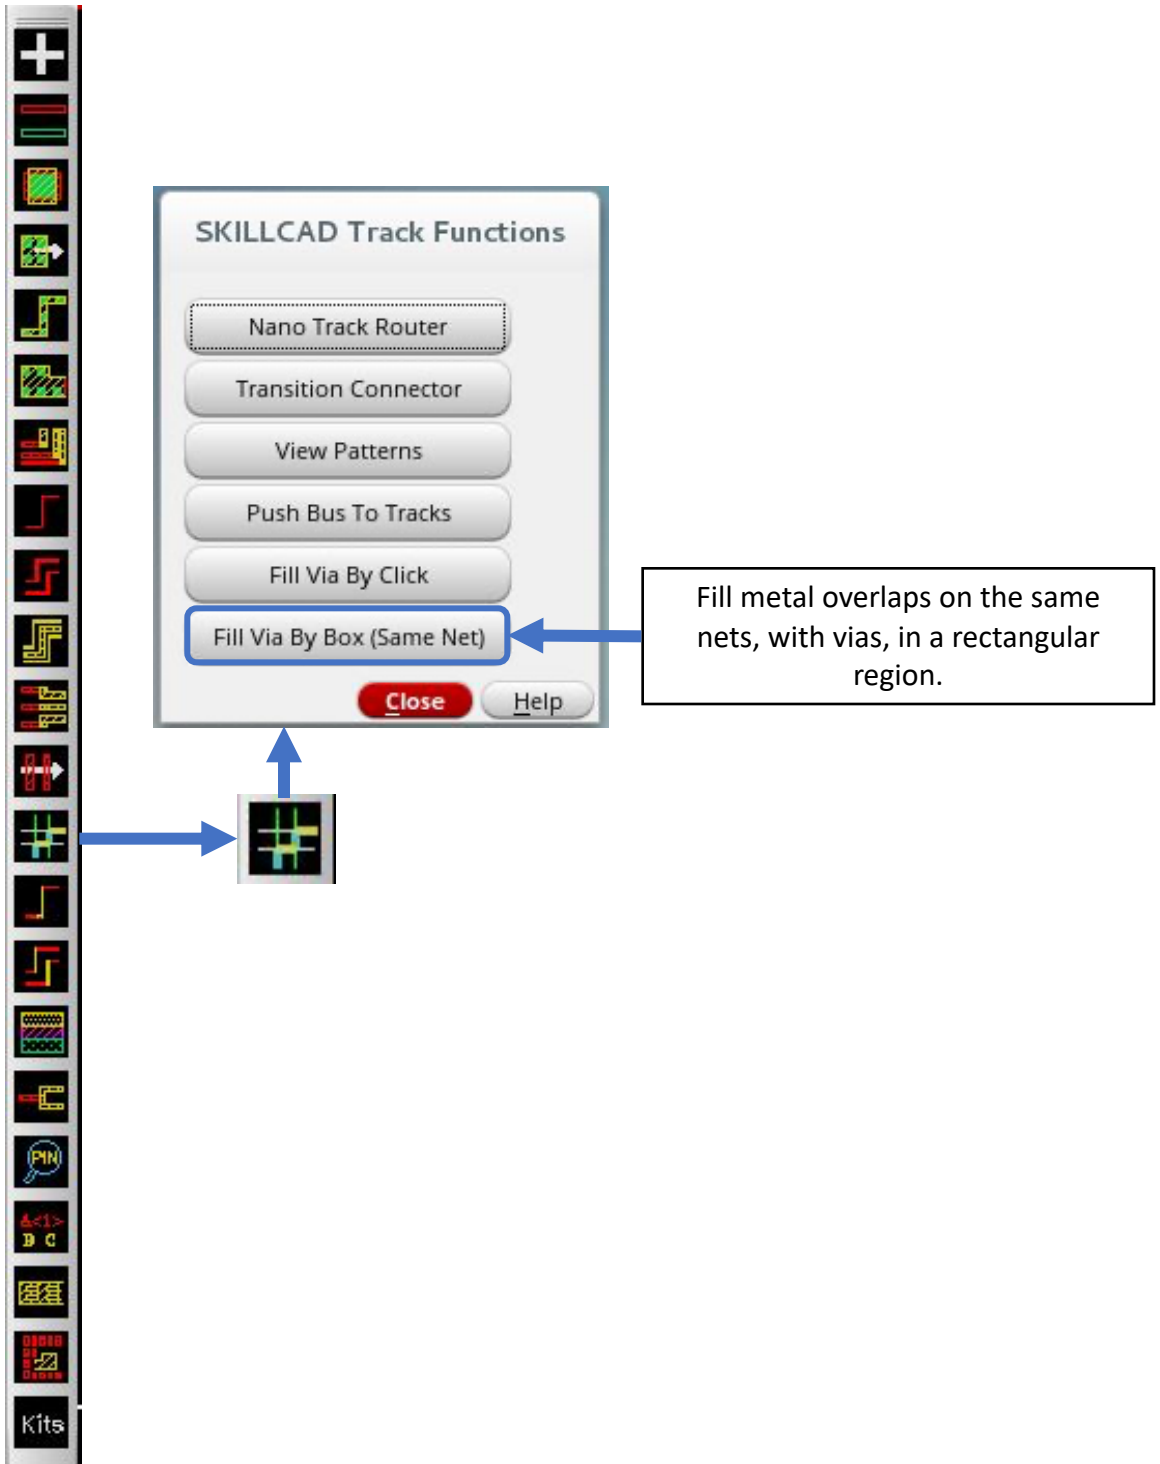 SKILLCAD Track Functions
Nano Track Router
Transition Connector
View Patterns
Push Bus To Tracks
Fill Via By Click
Fill Via By Box (Same Net)
Close
Help
Fill metal overlaps on the same
nets, with vias, in a rectangular
region.
PIN
A<1>
B C
Kits